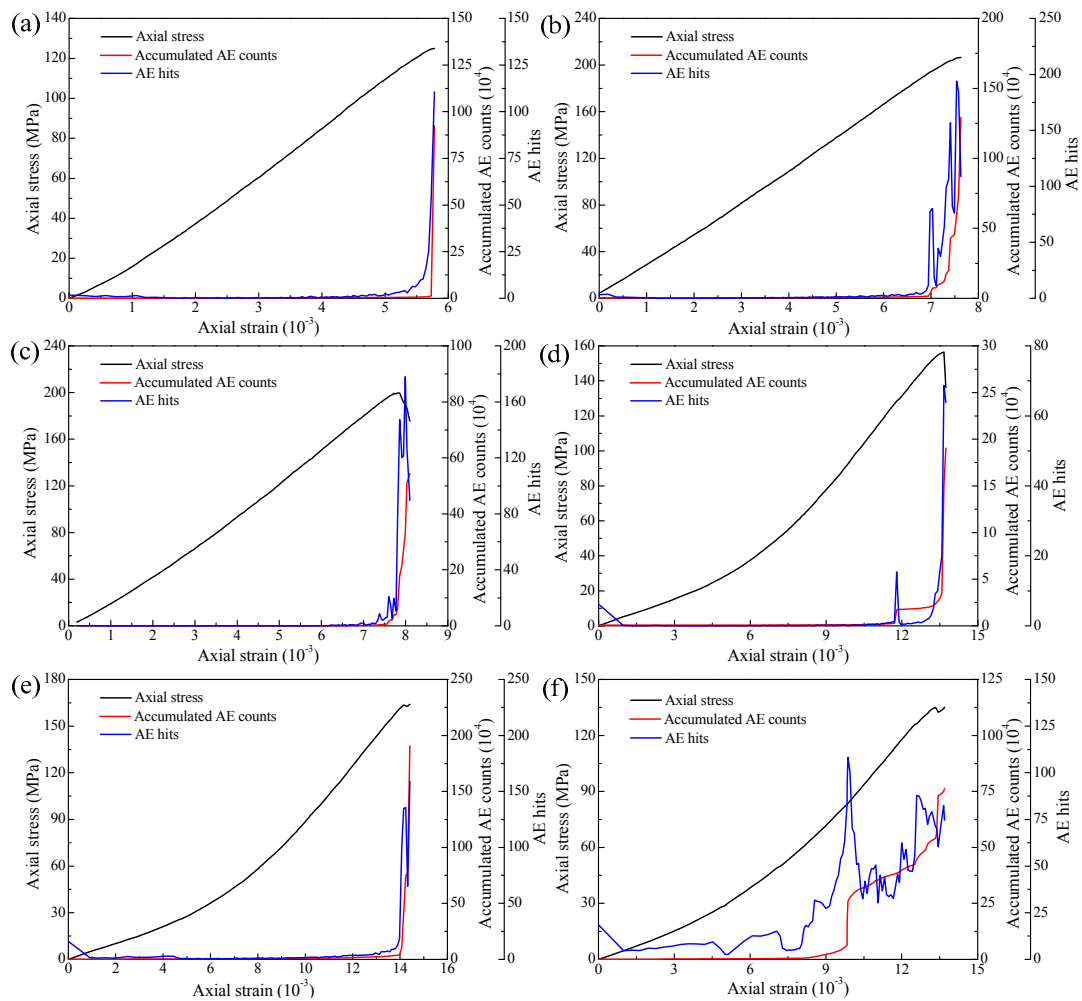 (a)
Axial stress
Accumulated AE counts
AE hits
Axial stress (MPa)
140
120
100
80
60
40
20
0
0 1 2 3 4 5 6
Axial strain (10⁻³)
150
125
100
75
50
25
0
Accumulated AE counts (10⁴)
150
125
100
75
50
25
0
AE hits
(b)
Axial stress
Accumulated AE counts
AE hits
Axial stress (MPa)
240
200
160
120
80
40
0
0 1 2 3 4 5 6 7 8
Axial strain (10⁻³)
200
150
100
50
0
Accumulated AE counts (10⁴)
250
200
150
100
50
0
AE hits
(c)
Axial stress
Accumulated AE counts
AE hits
Axial stress (MPa)
240
200
160
120
80
40
0
0 1 2 3 4 5 6 7 8 9
Axial strain (10⁻³)
100
80
60
40
20
0
Accumulated AE counts (10⁴)
200
160
120
80
40
0
AE hits
(d)
Axial stress
Accumulated AE counts
AE hits
Axial stress (MPa)
160
140
120
100
80
60
40
20
0
0 3 6 9 12 15
Axial strain (10⁻³)
30
25
20
15
10
5
0
Accumulated AE counts (10⁴)
80
60
40
20
0
AE hits
(e)
Axial stress
Accumulated AE counts
AE hits
Axial stress (MPa)
180
150
120
90
60
30
0
0 2 4 6 8 10 12 14 16
Axial strain (10⁻³)
250
200
150
100
50
0
Accumulated AE counts (10⁴)
250
200
150
100
50
0
AE hits
(f)
Axial stress
Accumulated AE counts
AE hits
Axial stress (MPa)
150
120
90
60
30
0
0 3 6 9 12 15
Axial strain (10⁻³)
150
125
100
75
50
25
0
Accumulated AE counts (10⁴)
150
125
100
75
50
25
0
AE hits